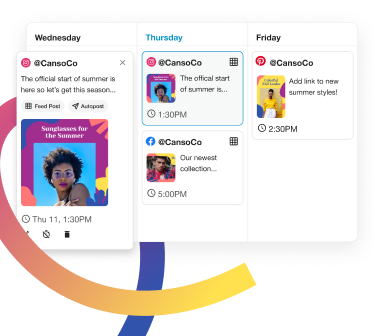 Wednesday
Thursday
Friday
@CansoCo
The official start of summer is
here so let's get this season...
Feed Post
Autopost
Sunglasses for
the Summer
Thu 11, 1:30PM
@CansoCo
The offical start
of summer is...
1:30PM
@CansoCo
Our newest
collection...
5:00PM
@CansoCo
Add link to new
summer styles!
2:30PM